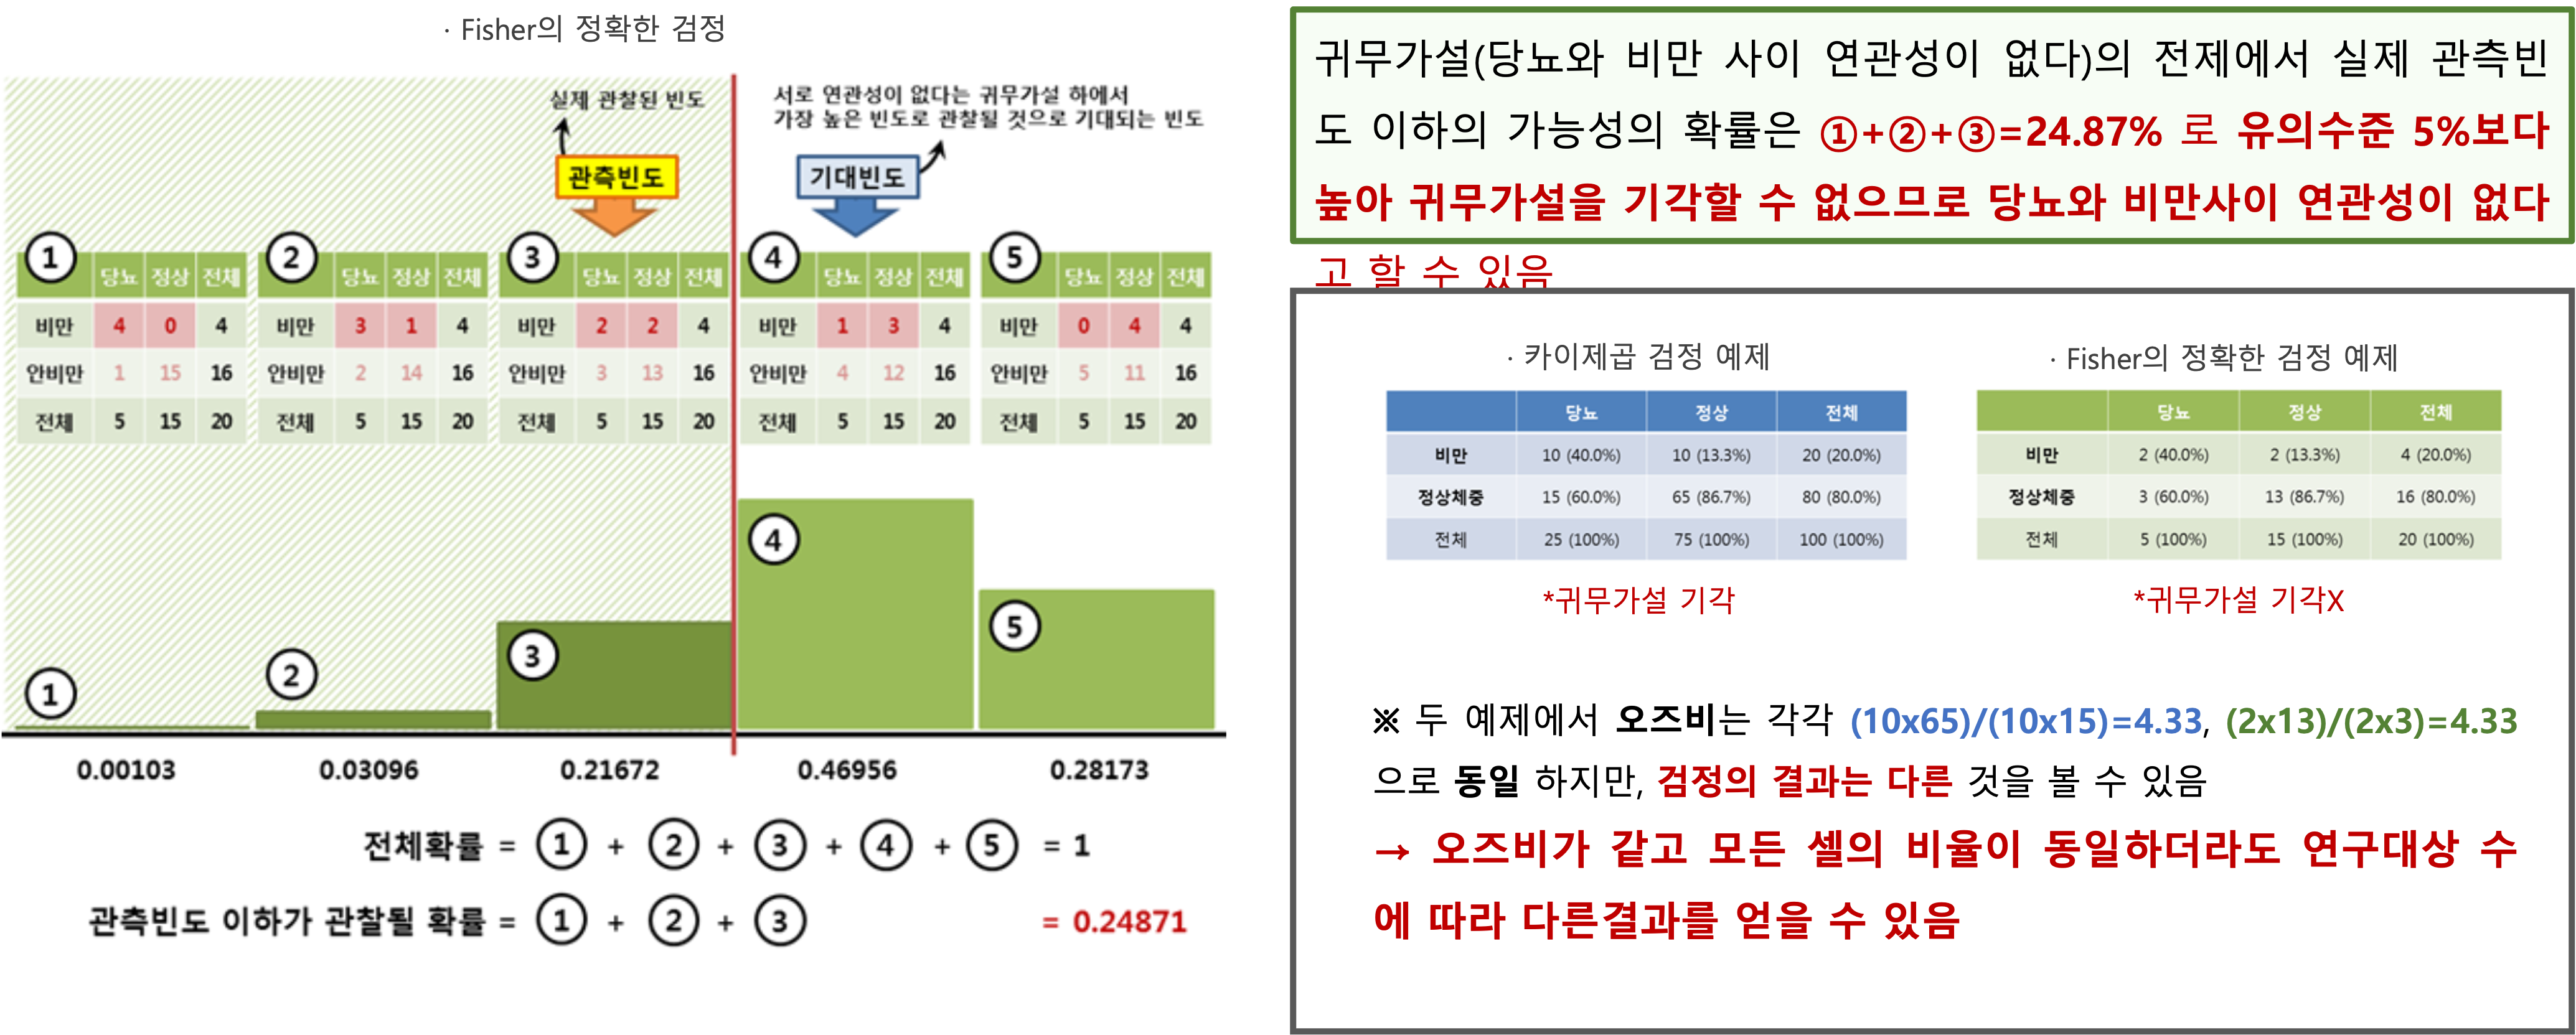 · Fisher의 정확한 검정
실제 관찰된 빈도
서로 연관성이 없다는 귀무가설 하에서
가장 높은 빈도로 관찰될 것으로 기대되는 빈도
관측빈도
기대빈도
① 당뇨 정상 전체
비만 4 0 4
안비만 1 15 16
전체 5 15 20
② 당뇨 정상 전체
비만 3 1 4
안비만 2 14 16
전체 5 15 20
③ 당뇨 정상 전체
비만 2 2 4
안비만 3 13 16
전체 5 15 20
④ 당뇨 정상 전체
비만 1 3 4
안비만 4 12 16
전체 5 15 20
⑤ 당뇨 정상 전체
비만 0 4 4
안비만 5 11 16
전체 5 15 20
① ② ③ ④ ⑤
0.00103 0.03096 0.21672 0.46956 0.28173
전체확률 = ① + ② + ③ + ④ + ⑤ = 1
관측빈도 이하가 관찰될 확률 = ① + ② + ③ = 0.24871
귀무가설(당뇨와 비만 사이 연관성이 없다)의 전제에서 실제 관측빈
도 이하의 가능성의 확률은 ①+②+③=24.87% 로 유의수준 5%보다
높아 귀무가설을 기각할 수 없으므로 당뇨와 비만사이 연관성이 없다
고 할 수 있음
· 카이제곱 검정 예제
당뇨 정상 전체
비만 10 (40.0%) 10 (13.3%) 20 (20.0%)
정상체중 15 (60.0%) 65 (86.7%) 80 (80.0%)
전체 25 (100%) 75 (100%) 100 (100%)
*귀무가설 기각
· Fisher의 정확한 검정 예제
당뇨 정상 전체
비만 2 (40.0%) 2 (13.3%) 4 (20.0%)
정상체중 3 (60.0%) 13 (86.7%) 16 (80.0%)
전체 5 (100%) 15 (100%) 20 (100%)
*귀무가설 기각X
※ 두 예제에서 오즈비는 각각 (10x65)/(10x15)=4.33, (2x13)/(2x3)=4.33
으로 동일 하지만, 검정의 결과는 다른 것을 볼 수 있음
→ 오즈비가 같고 모든 셀의 비율이 동일하더라도 연구대상 수
에 따라 다른결과를 얻을 수 있음